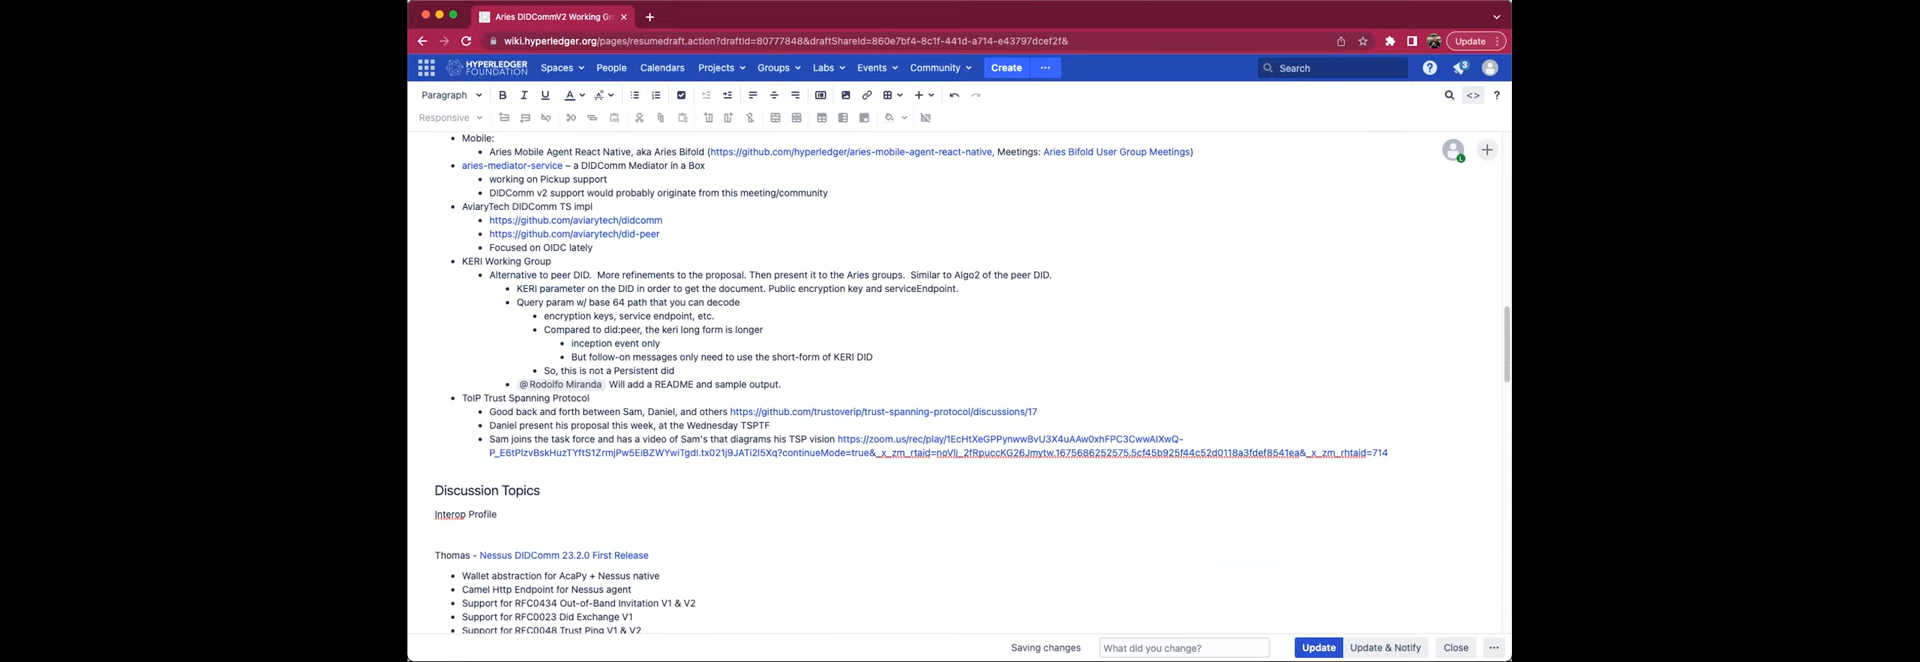 Aries DIDCommV2 Working Gr
wiki.hyperledger.org/pages/resumedraft.action?draftId=80777848&draftShareId=860e7bf4-8c1f-441d-a714-e43797dcef2f&
Update
HYPERLEDGER FOUNDATION Spaces People Calendars Projects Groups Labs Events Community Create Search 3
Paragraph B I U A
Responsive
Mobile:
Aries Mobile Agent React Native, aka Aries Bifold (https://github.com/hyperledger/aries-mobile-agent-react-native, Meetings: Aries Bifold User Group Meetings)
aries-mediator-service – a DIDComm Mediator in a Box
working on Pickup support
DIDComm v2 support would probably originate from this meeting/community
AviaryTech DIDComm TS impl
https://github.com/aviarytech/didcomm
https://github.com/aviarytech/did-peer
Focused on OIDC lately
KERI Working Group
Alternative to peer DID. More refinements to the proposal. Then present it to the Aries groups. Similar to Algo2 of the peer DID.
KERI parameter on the DID in order to get the document. Public encryption key and serviceEndpoint.
Query param w/ base 64 path that you can decode
encryption keys, service endpoint, etc.
Compared to did:peer, the keri long form is longer
inception event only
But follow-on messages only need to use the short-form of KERI DID
So, this is not a Persistent did
@Rodolfo Miranda Will add a README and sample output.
ToIP Trust Spanning Protocol
Good back and forth between Sam, Daniel, and others https://github.com/trustoverip/trust-spanning-protocol/discussions/17
Daniel present his proposal this week, at the Wednesday TSPTF
Sam joins the task force and has a video of Sam's that diagrams his TSP vision https://zoom.us/rec/play/1EcHtXeGPPynwwBvU3X4uAAw0xhFPC3CwwAIXwQ-
Discussion Topics
Interop Profile
Thomas - Nessus DIDComm 23.2.0 First Release
Wallet abstraction for AcaPy + Nessus native
Camel Http Endpoint for Nessus agent
Support for RFC0434 Out-of-Band Invitation V1 & V2
Support for RFC0023 Did Exchange V1
Support for RFC0048 Trust Ping V1 & V2
Saving changes What did you change? Update Update & Notify Close